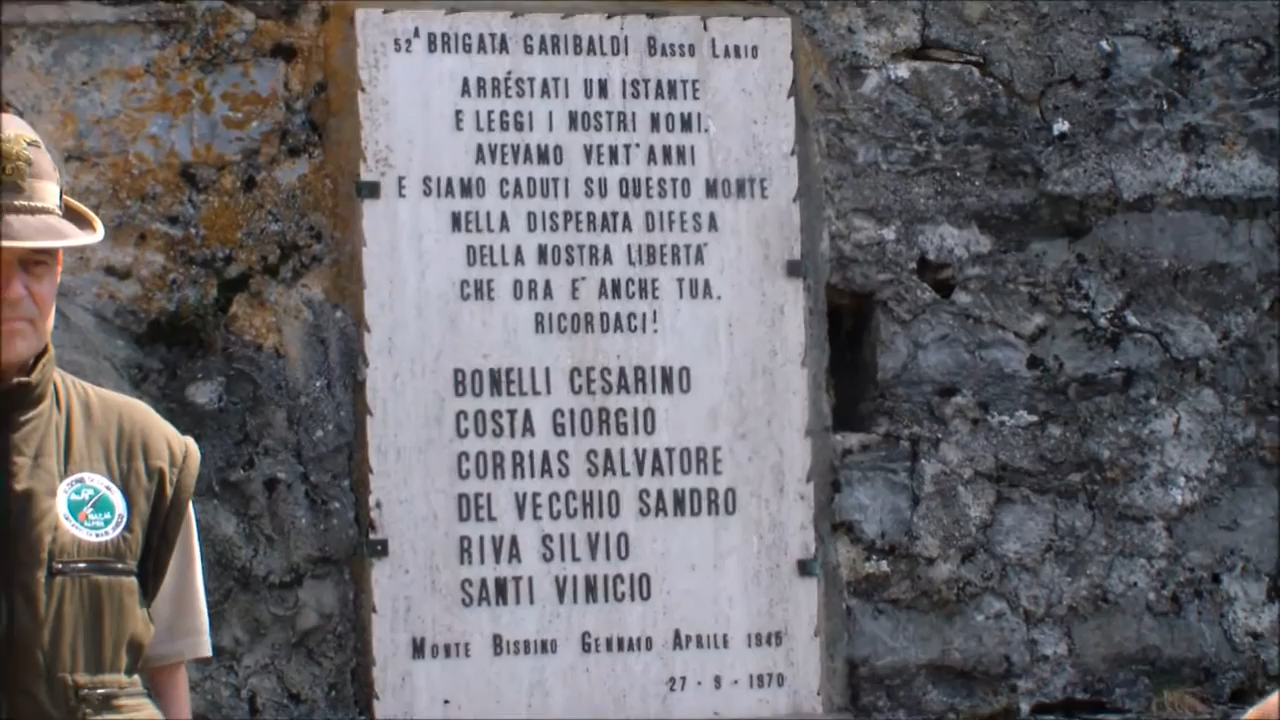 52ᴬ BRIGATA GARIBALDI BASSO LARIO
ARRÉSTATI UN ISTANTE
E LEGGI I NOSTRI NOMI.
AVEVAMO VENT'ANNI
E SIAMO CADUTI SU QUESTO MONTE
NELLA DISPERATA DIFESA
DELLA NOSTRA LIBERTA'
CHE ORA E' ANCHE TUA.
RICORDACI!
BONELLI CESARINO
COSTA GIORGIO
CORRIAS SALVATORE
DEL VECCHIO SANDRO
RIVA SILVIO
SANTI VINICIO
MONTE BISBINO GENNAIO APRILE 1945
27 - 9 - 1970